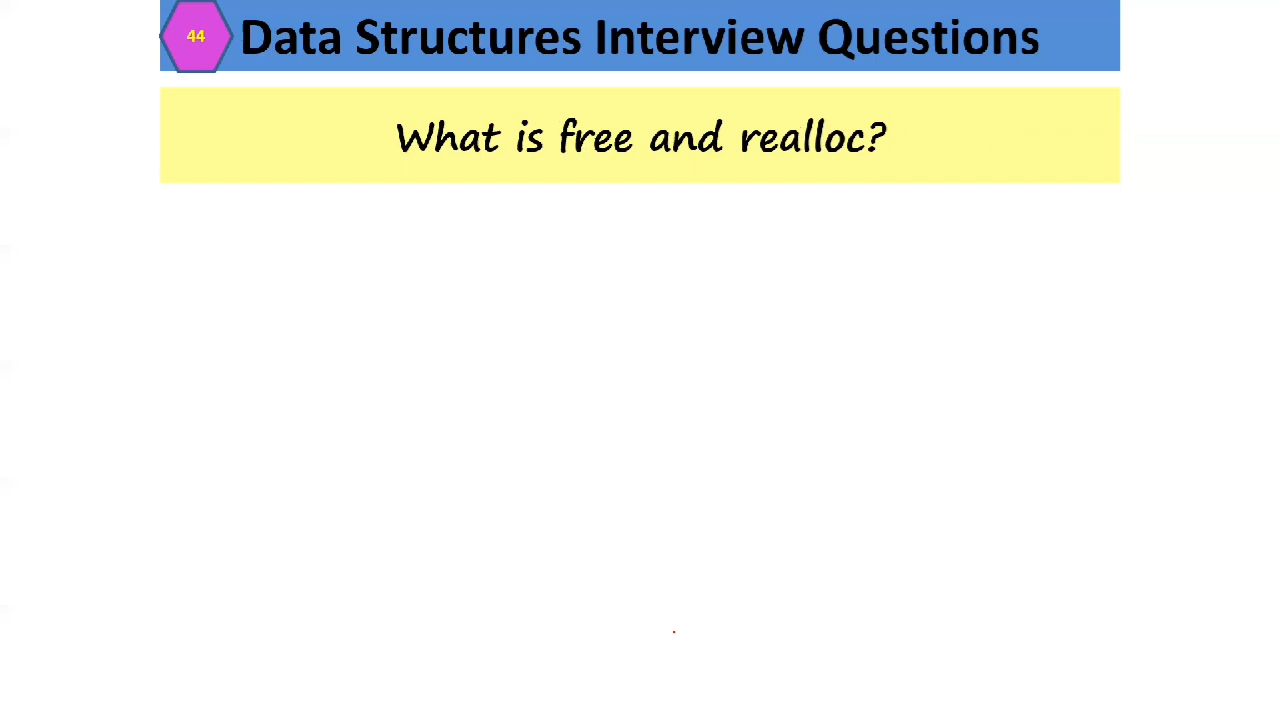 44
Data Structures Interview Questions
What is free and realloc?